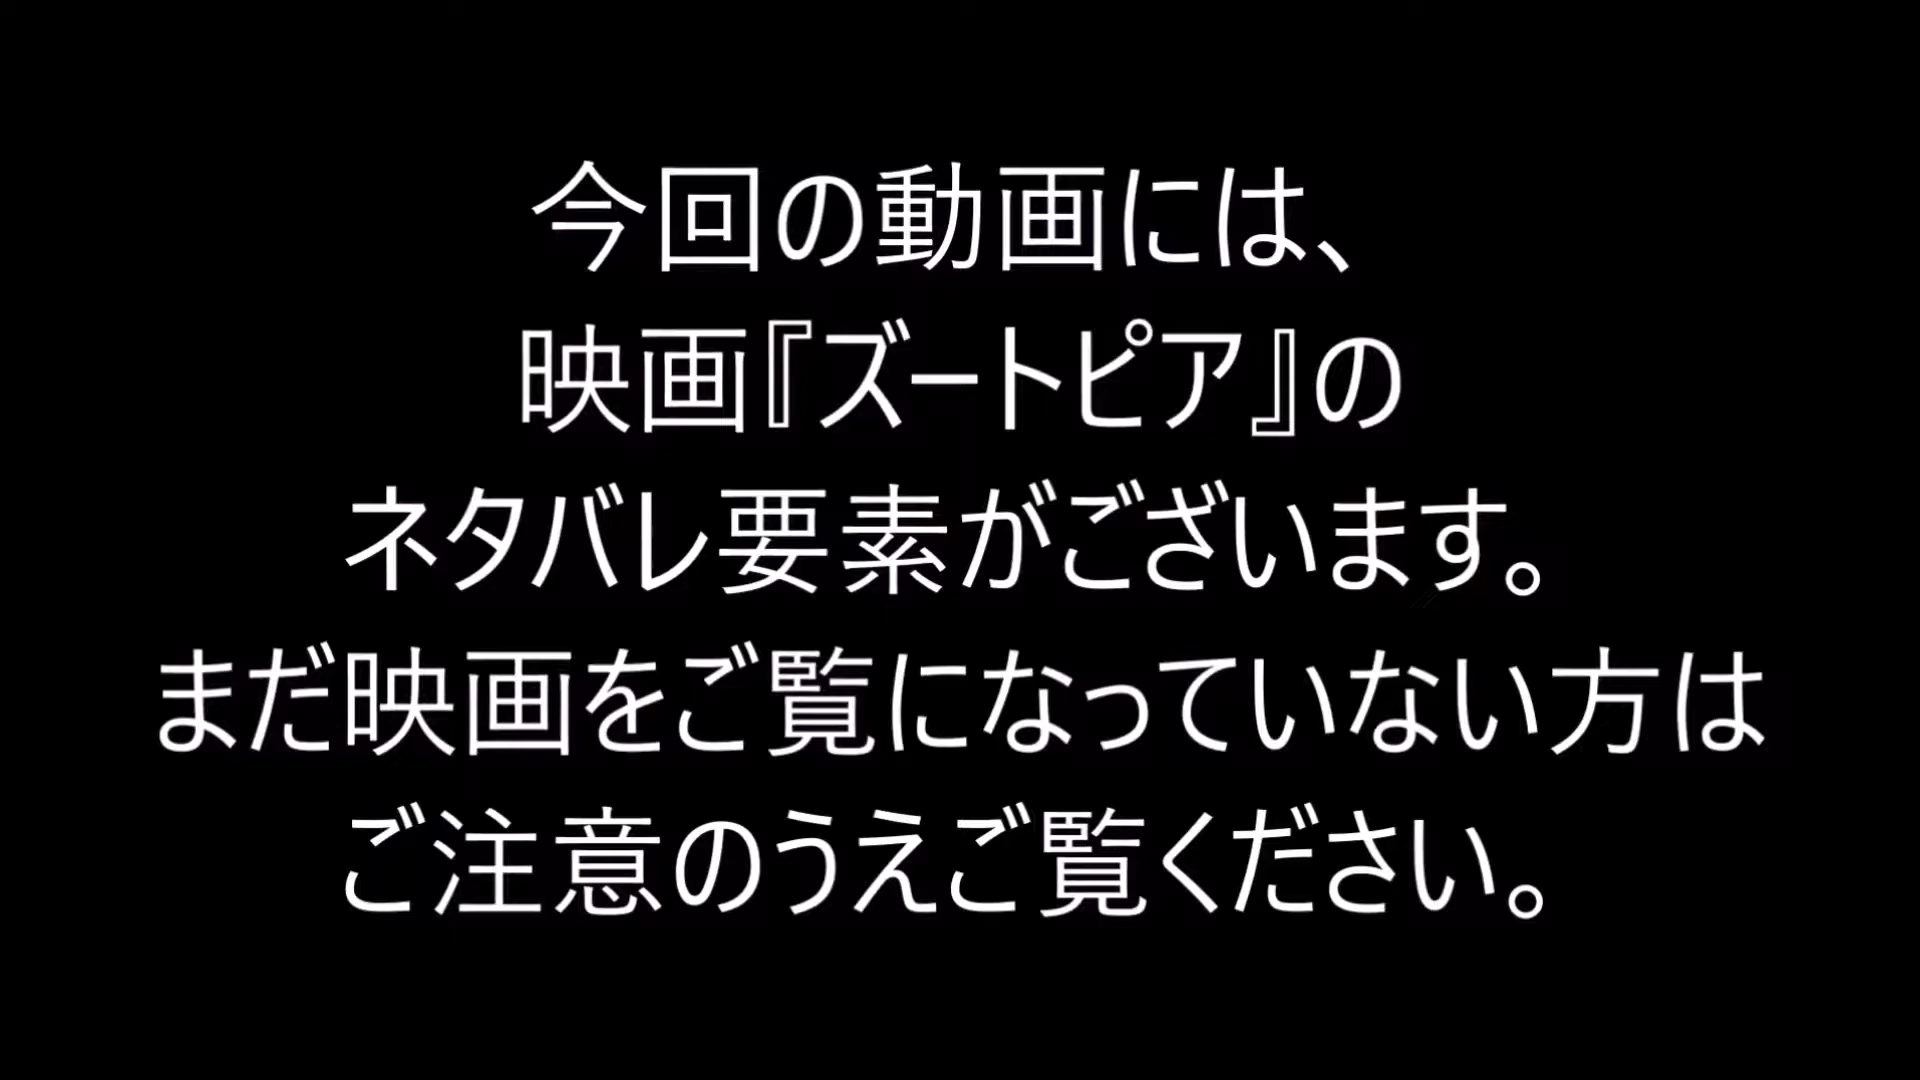 今回の動画には、
映画『ズートピア』の
ネタバレ要素がございます。
まだ映画をご覧になっていない方は
ご注意のうえご覧ください。